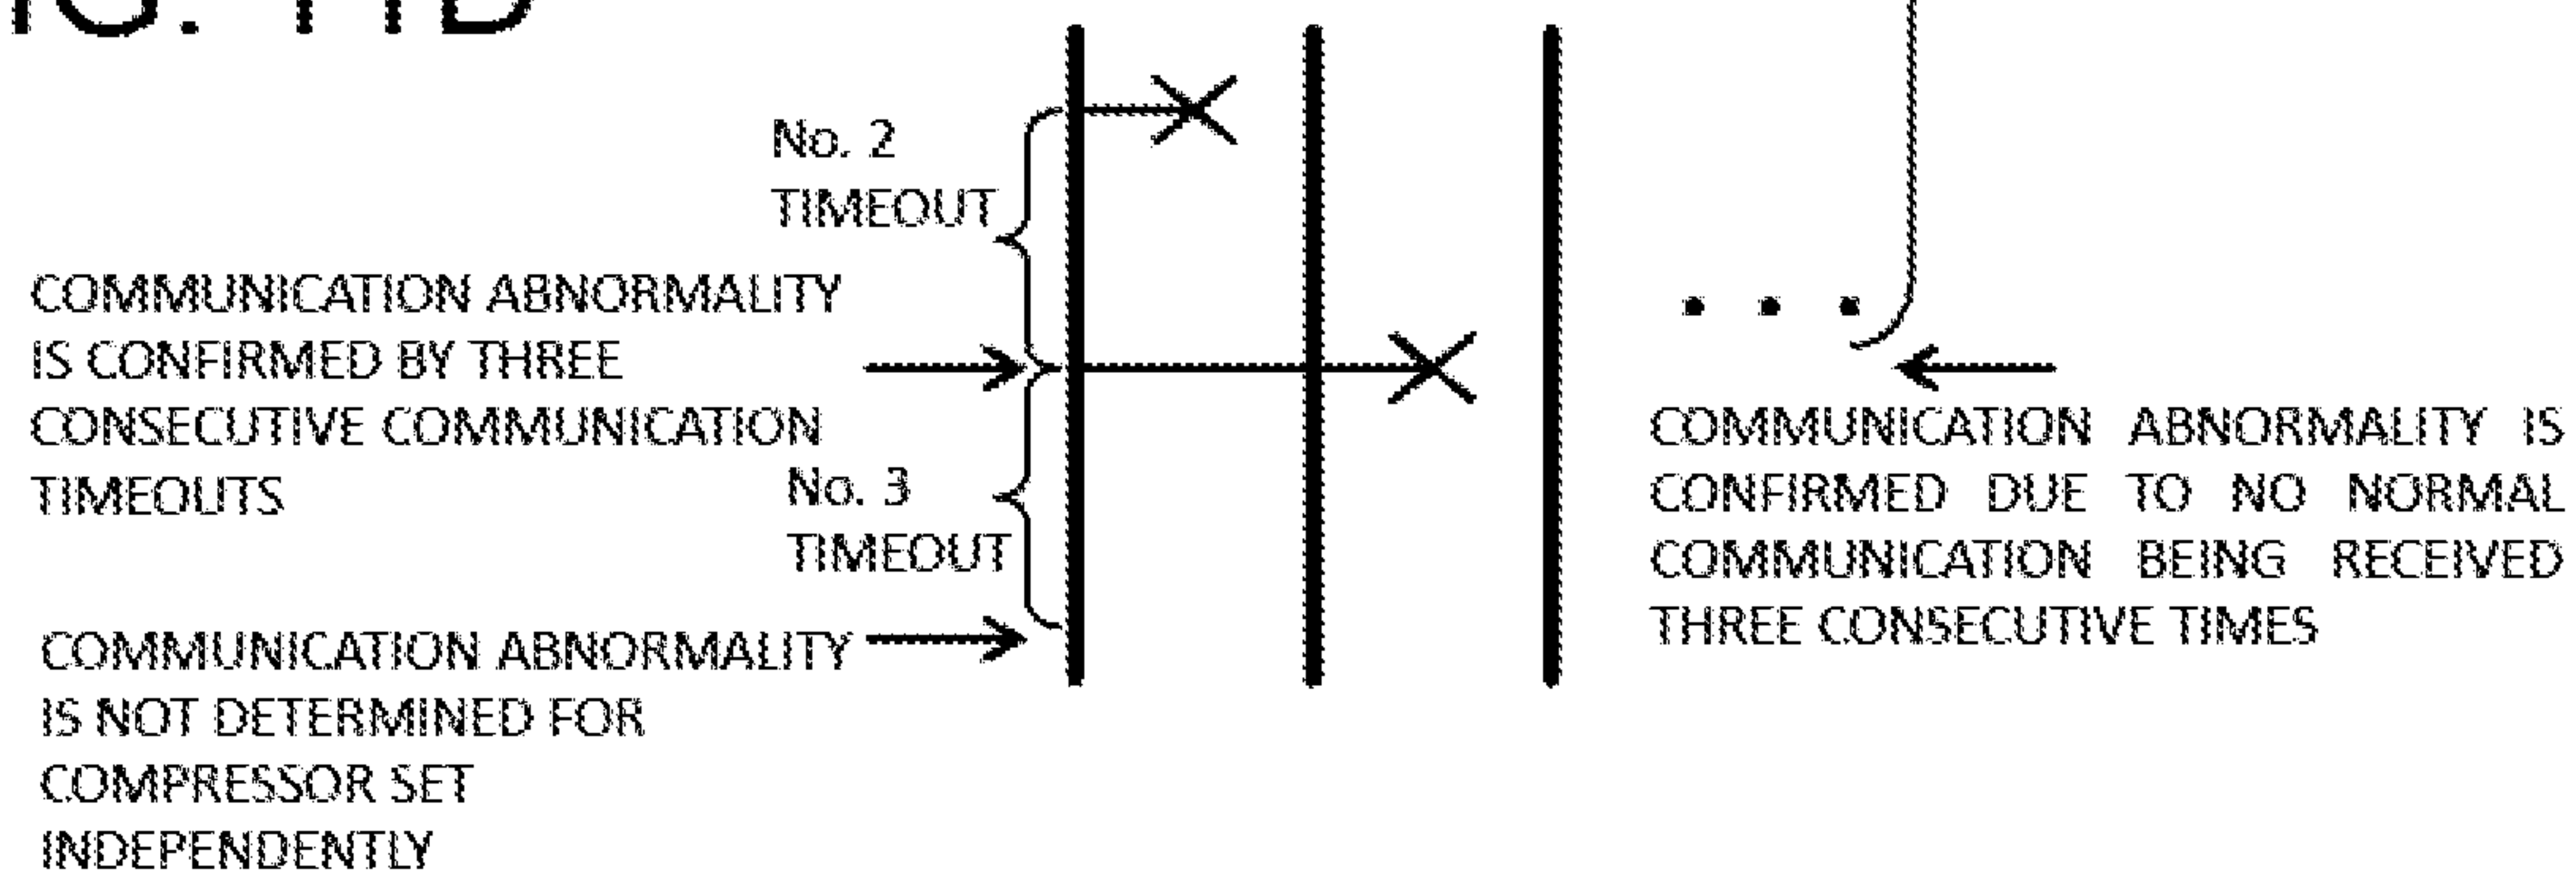 No. 2
TIMEOUT
COMMUNICATION ABNORMALITY
IS CONFIRMED BY THREE
CONSECUTIVE COMMUNICATION
TIMEOUTS
No. 3
TIMEOUT
COMMUNICATION ABNORMALITY
IS NOT DETERMINED FOR
COMPRESSOR SET
INDEPENDENTLY
. . .
COMMUNICATION ABNORMALITY IS
CONFIRMED DUE TO NO NORMAL
COMMUNICATION BEING RECEIVED
THREE CONSECUTIVE TIMES